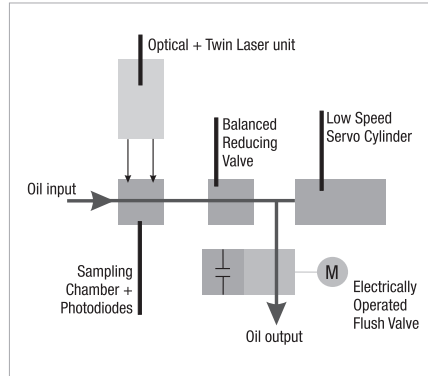 Optical + Twin Laser unit
Balanced
Reducing
Valve
Low Speed
Servo Cylinder
Oil input
Sampling
Chamber +
Photodiodes
M
Electrically
Operated
Flush Valve
Oil output